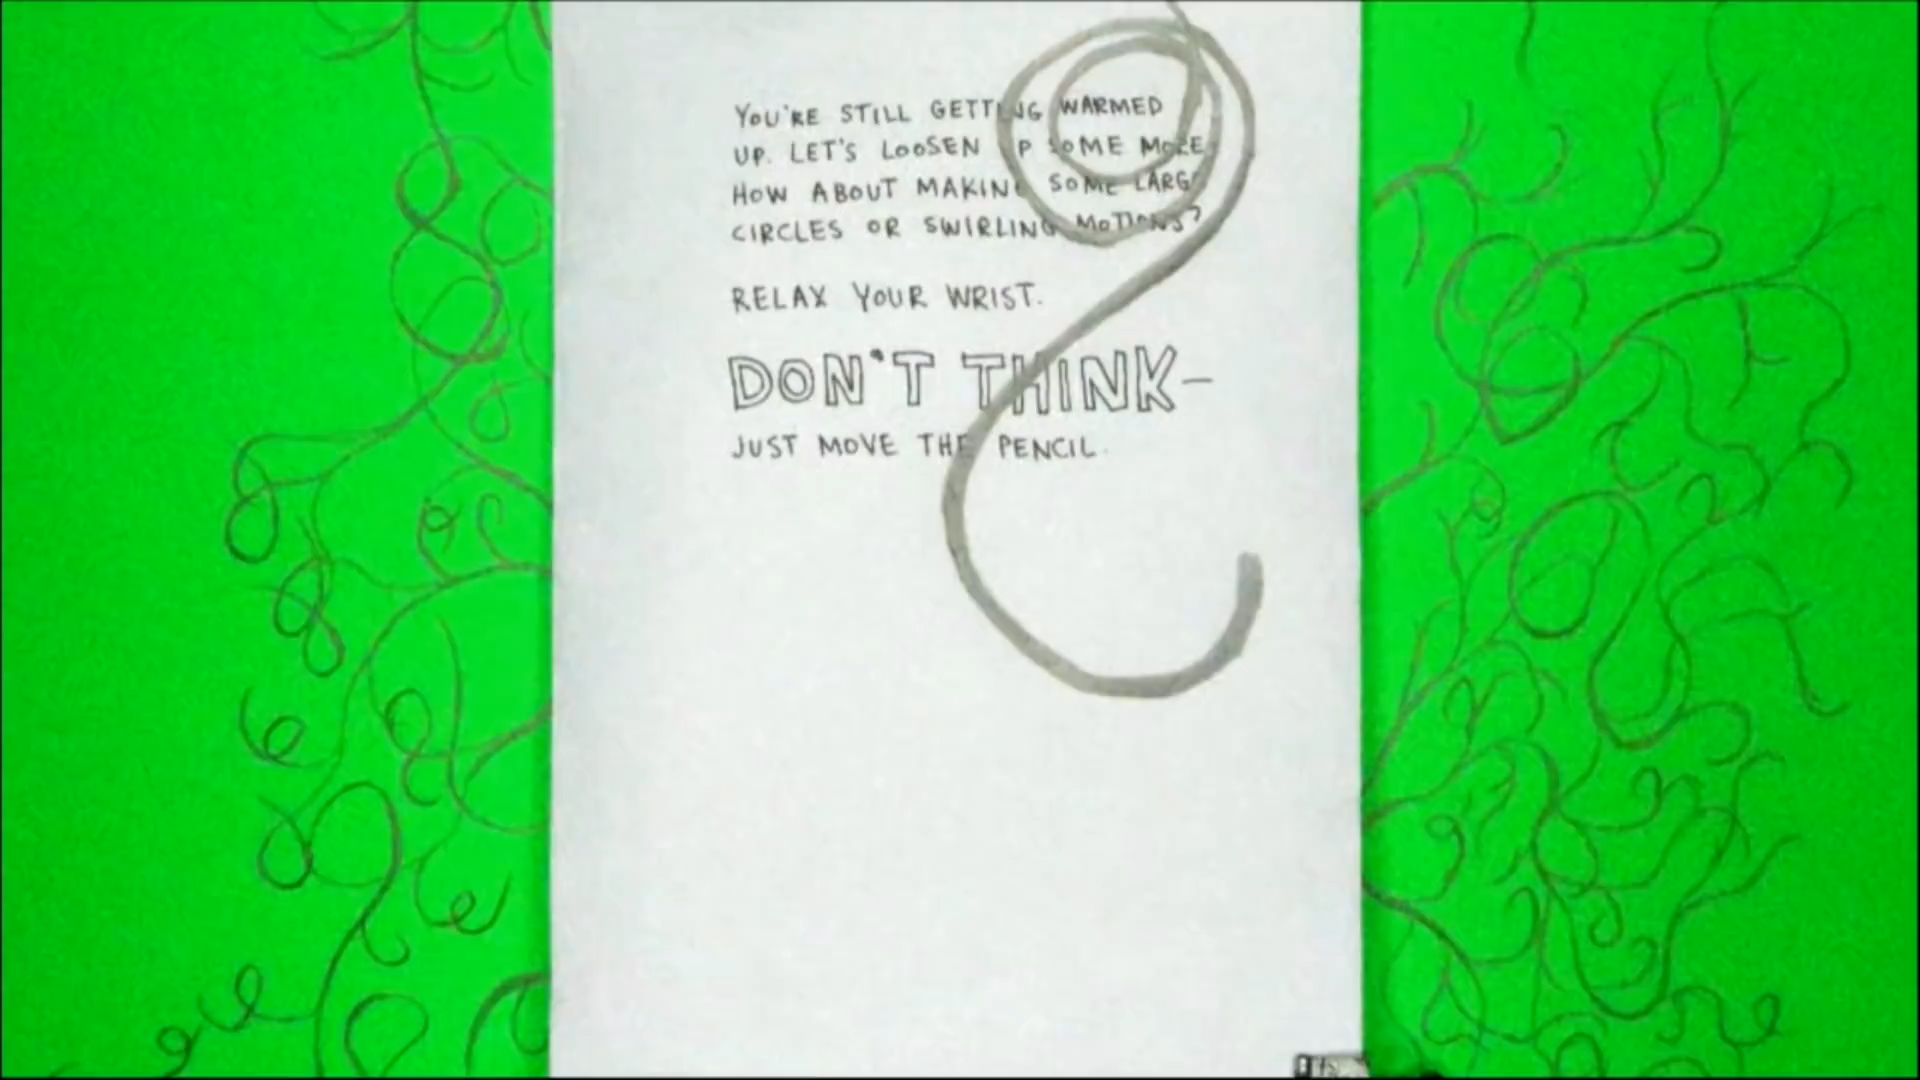 YOU'RE STILL GETTING WARMED
UP. LET'S LOOSEN UP SOME MORE
HOW ABOUT MAKING SOME LARGE
CIRCLES OR SWIRLING MOTIONS?
RELAX YOUR WRIST.
DON'T THINK–
JUST MOVE THE PENCIL.